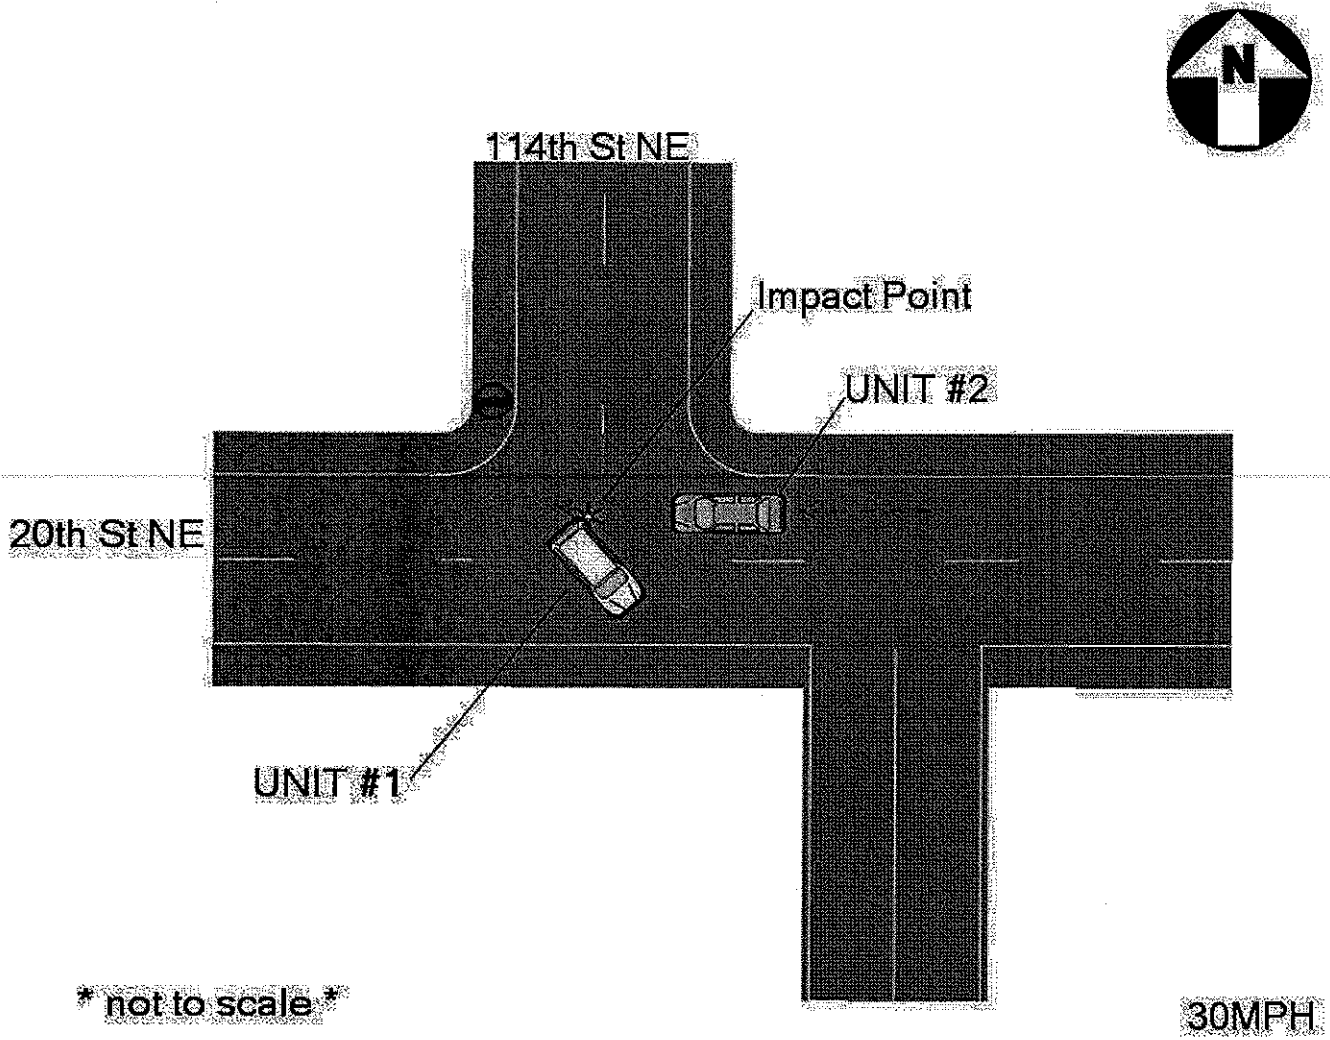 N
114th St NE
Impact Point
UNIT #2
20th St NE
UNIT #1
* not to scale *
30MPH